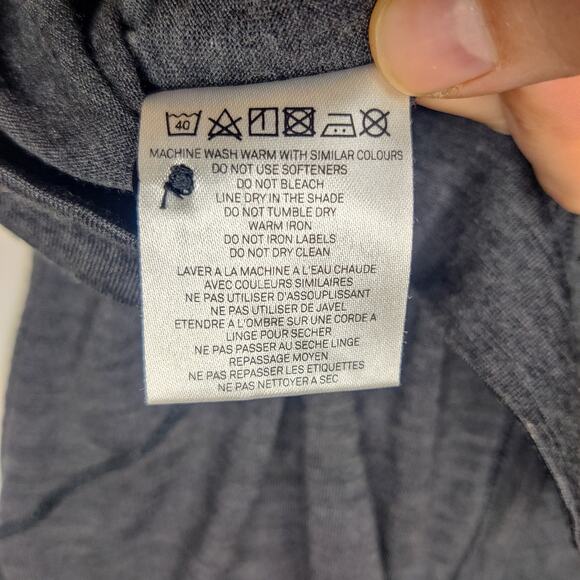 40
MACHINE WASH WARM WITH SIMILAR COLOURS
DO NOT USE SOFTENERS
DO NOT BLEACH
LINE DRY IN THE SHADE
DO NOT TUMBLE DRY
WARM IRON
DO NOT IRON LABELS
DO NOT DRY CLEAN
LAVER A LA MACHINE A L'EAU CHAUDE
AVEC COULEURS SIMILAIRES
NE PAS UTILISER D'ASSOUPLISSANT
NE PAS UTILISER DE JAVEL
ETENDRE A L'OMBRE SUR UNE CORDE A
LINGE POUR SECHER
NE PAS PASSER AU SECHE LINGE
REPASSAGE MOYEN
NE PAS REPASSER LES ETIQUETTES
NE PAS NETTOYER A SEC